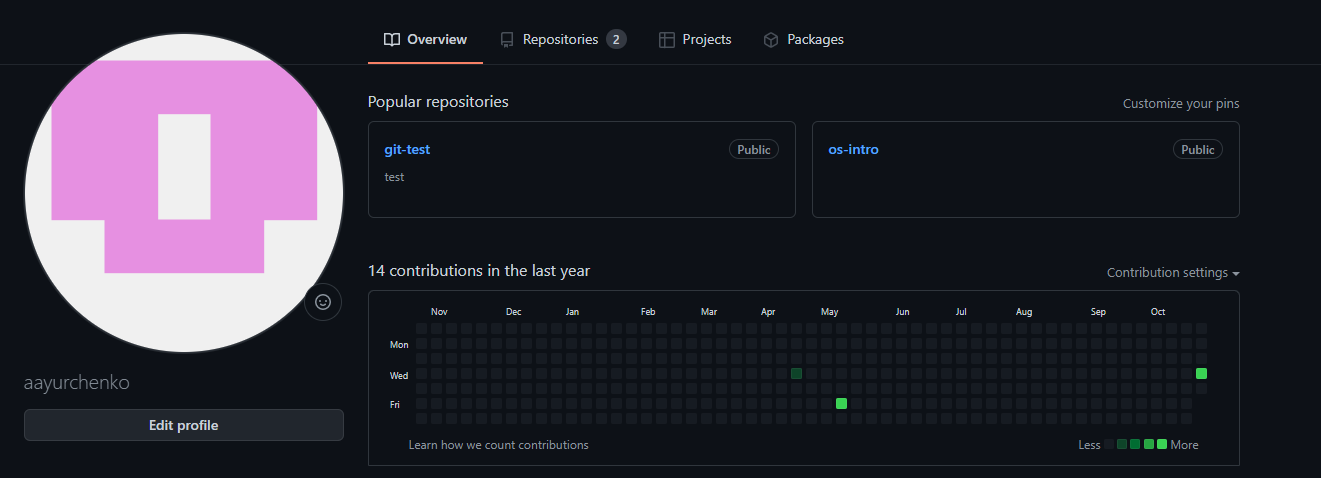 Overview Repositories 2 Projects Packages
Popular repositories Customize your pins
git-test Public os-intro Public
test
14 contributions in the last year Contribution settings
Nov Dec Jan Feb Mar Apr May Jun Jul Aug Sep Oct
Mon
Wed
Fri
Learn how we count contributions Less More
aayurchenko
Edit profile